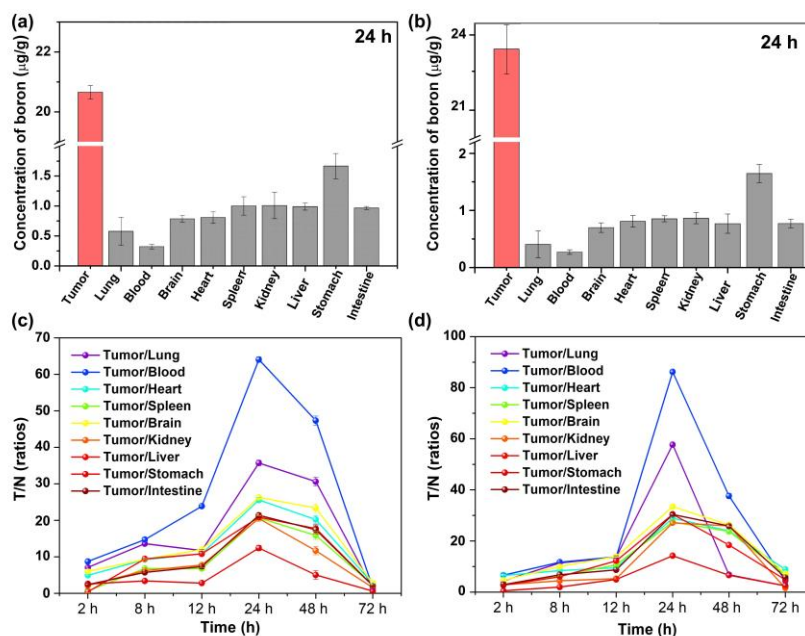 (a)
24 h
Concentration of boron (µg/g)
22
20
1.5
1.0
0.5
0.0
Tumor
Lung
Blood
Brain
Heart
Spleen
Kidney
Liver
Stomach
Intestine
(b)
24 h
Concentration of boron (µg/g)
24
21
2
1
0
Tumor
Lung
Blood
Brain
Heart
Spleen
Kidney
Liver
Stomach
Intestine
(c)
T/N (ratios)
70
60
50
40
30
20
10
0
Tumor/Lung
Tumor/Blood
Tumor/Heart
Tumor/Spleen
Tumor/Brain
Tumor/Kidney
Tumor/Liver
Tumor/Stomach
Tumor/Intestine
2 h 8 h 12 h 24 h 48 h 72 h
Time (h)
(d)
T/N (ratios)
100
80
60
40
20
0
Tumor/Lung
Tumor/Blood
Tumor/Heart
Tumor/Spleen
Tumor/Brain
Tumor/Kidney
Tumor/Liver
Tumor/Stomach
Tumor/Intestine
2 h 8 h 12 h 24 h 48 h 72 h
Time (h)